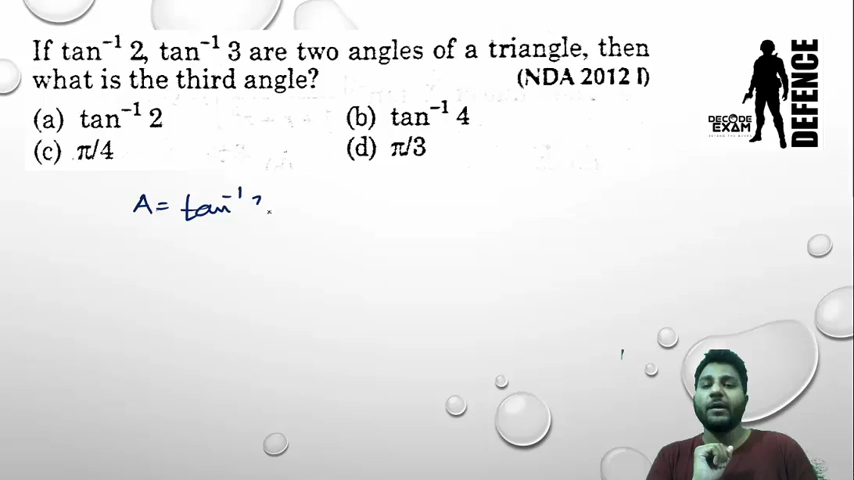 If tan⁻¹ 2, tan⁻¹ 3 are two angles of a triangle, then
what is the third angle? (NDA 2012 I)
(a) tan⁻¹ 2 (b) tan⁻¹ 4
(c) π/4 (d) π/3
DECODE
EXAM
DEFENCE
A = tan⁻¹